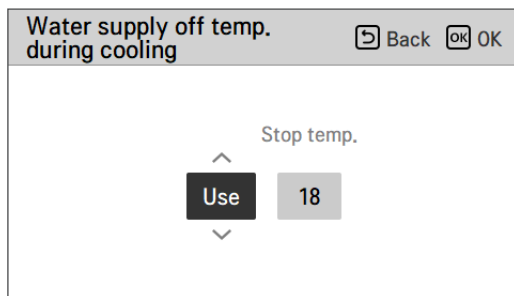 Water supply off temp.
during cooling
Back OK OK
Stop temp.
Use 18